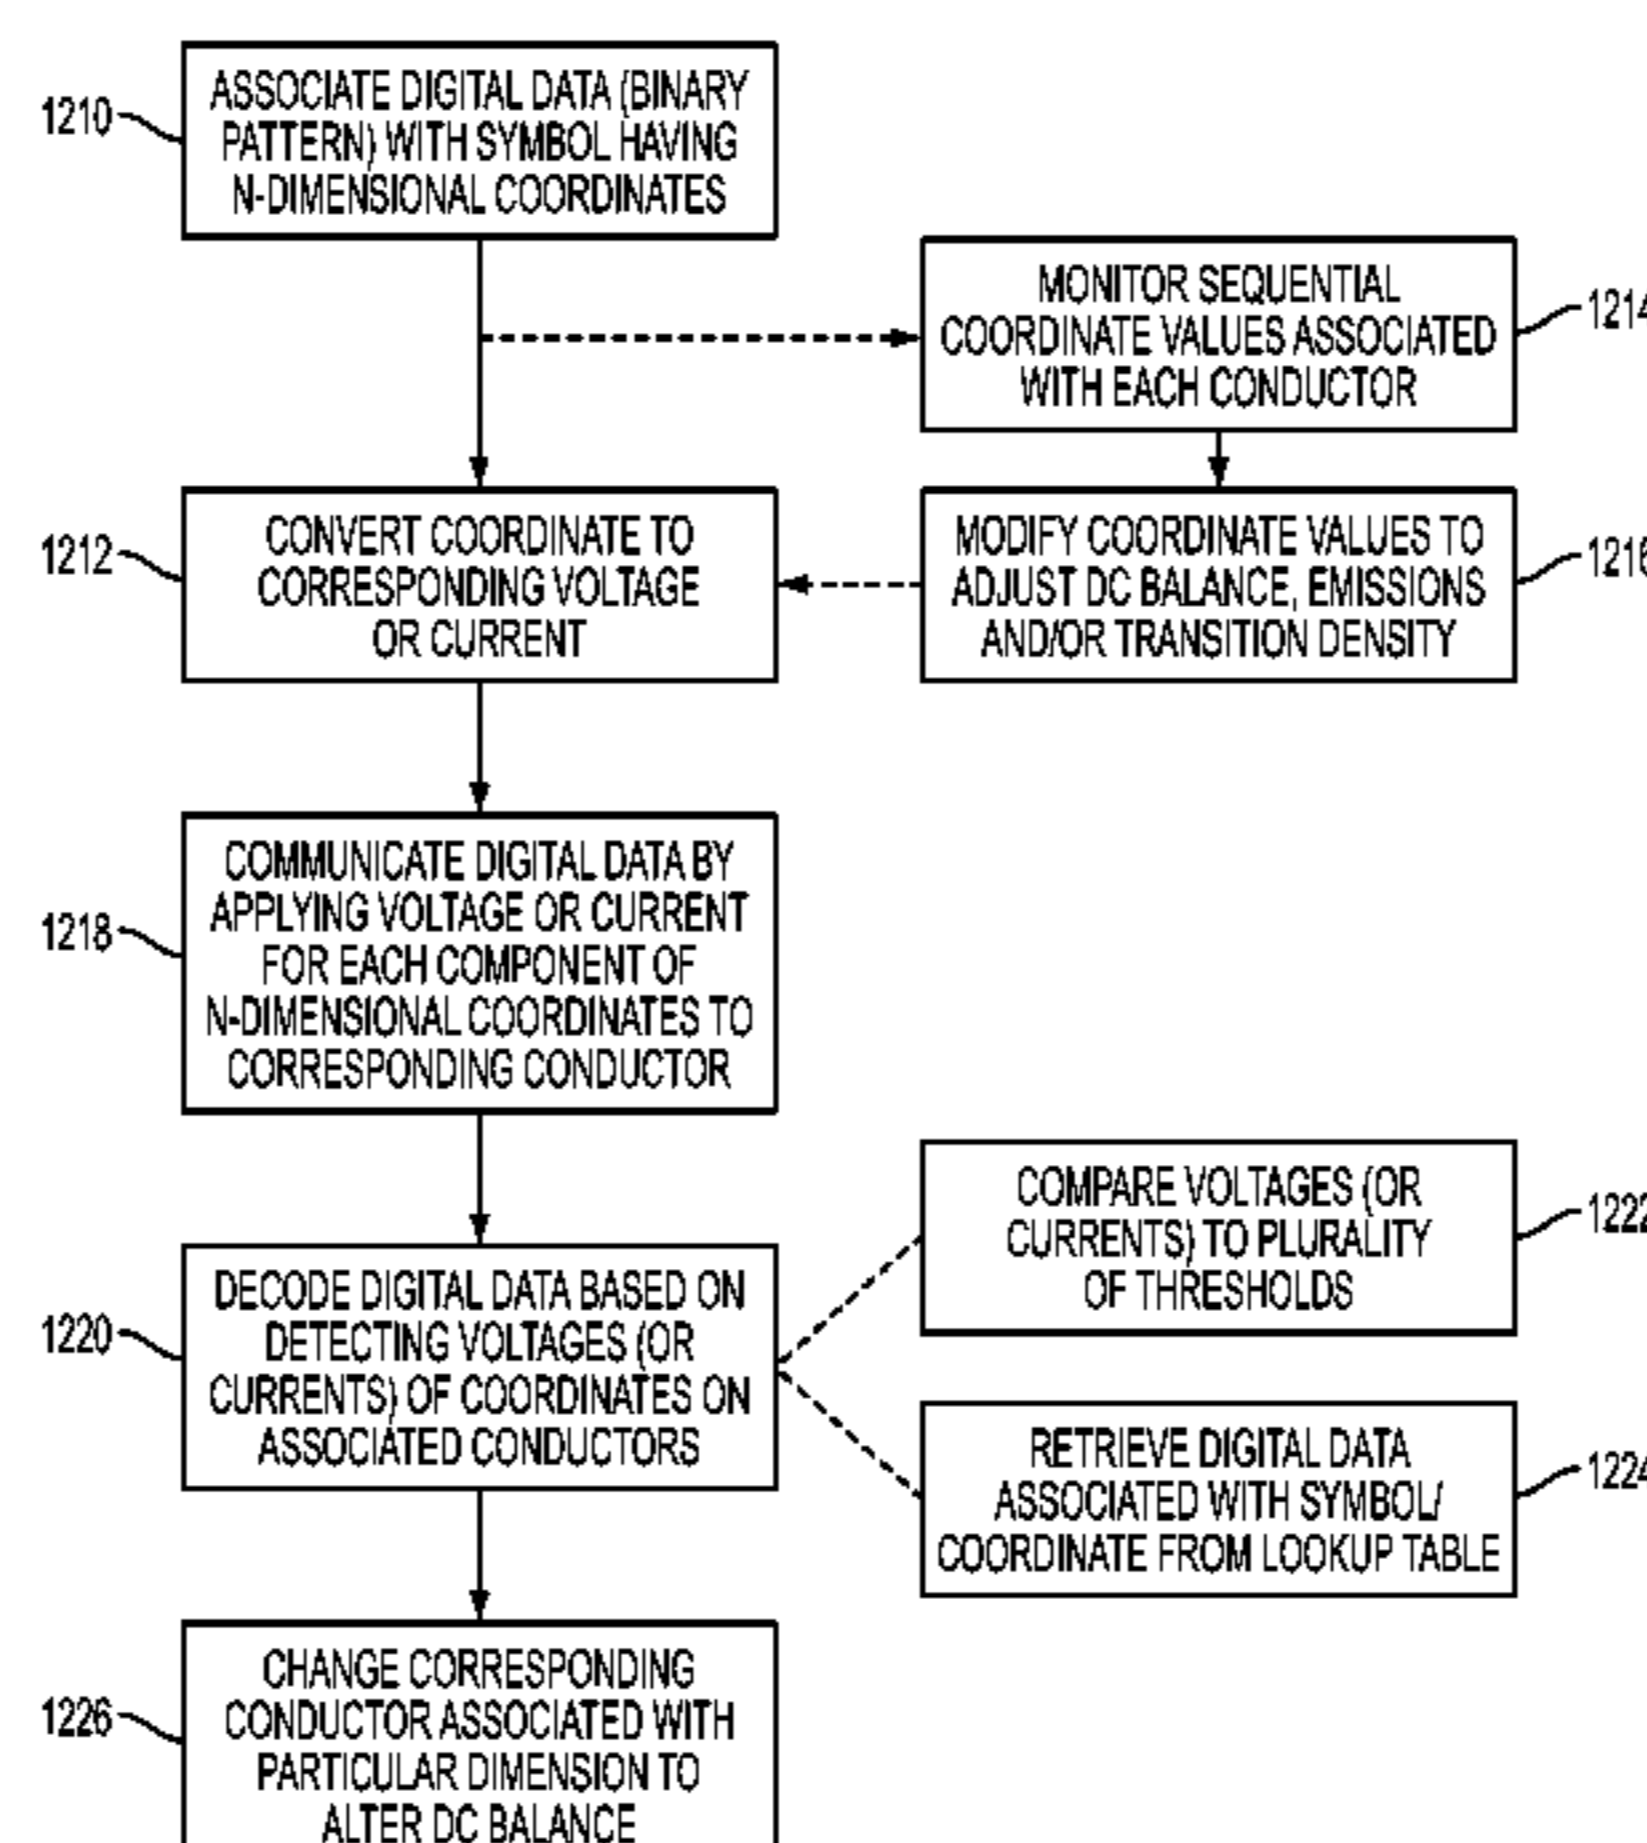 1210
ASSOCIATE DIGITAL DATA (BINARY
PATTERN) WITH SYMBOL HAVING
N-DIMENSIONAL COORDINATES
MONITOR SEQUENTIAL
COORDINATE VALUES ASSOCIATED
WITH EACH CONDUCTOR
1214
1212
CONVERT COORDINATE TO
CORRESPONDING VOLTAGE
OR CURRENT
MODIFY COORDINATE VALUES TO
ADJUST DC BALANCE, EMISSIONS
AND/OR TRANSITION DENSITY
1216
1218
COMMUNICATE DIGITAL DATA BY
APPLYING VOLTAGE OR CURRENT
FOR EACH COMPONENT OF
N-DIMENSIONAL COORDINATES TO
CORRESPONDING CONDUCTOR
COMPARE VOLTAGES (OR
CURRENTS) TO PLURALITY
OF THRESHOLDS
1222
1220
DECODE DIGITAL DATA BASED ON
DETECTING VOLTAGES (OR
CURRENTS) OF COORDINATES ON
ASSOCIATED CONDUCTORS
RETRIEVE DIGITAL DATA
ASSOCIATED WITH SYMBOL/
COORDINATE FROM LOOKUP TABLE
1224
1226
CHANGE CORRESPONDING
CONDUCTOR ASSOCIATED WITH
PARTICULAR DIMENSION TO
ALTER DC BALANCE